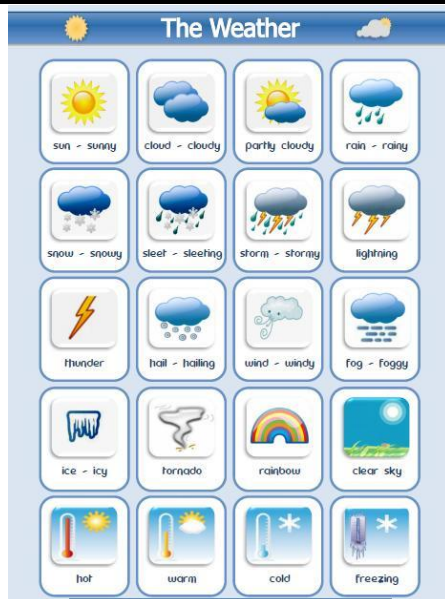 The Weather
sun - sunny cloud - cloudy partly cloudy rain - rainy
snow - snowy sleet - sleeting storm - stormy lightning
thunder hail - hailing wind - windy fog - foggy
ice - icy tornado rainbow clear sky
hot warm cold freezing